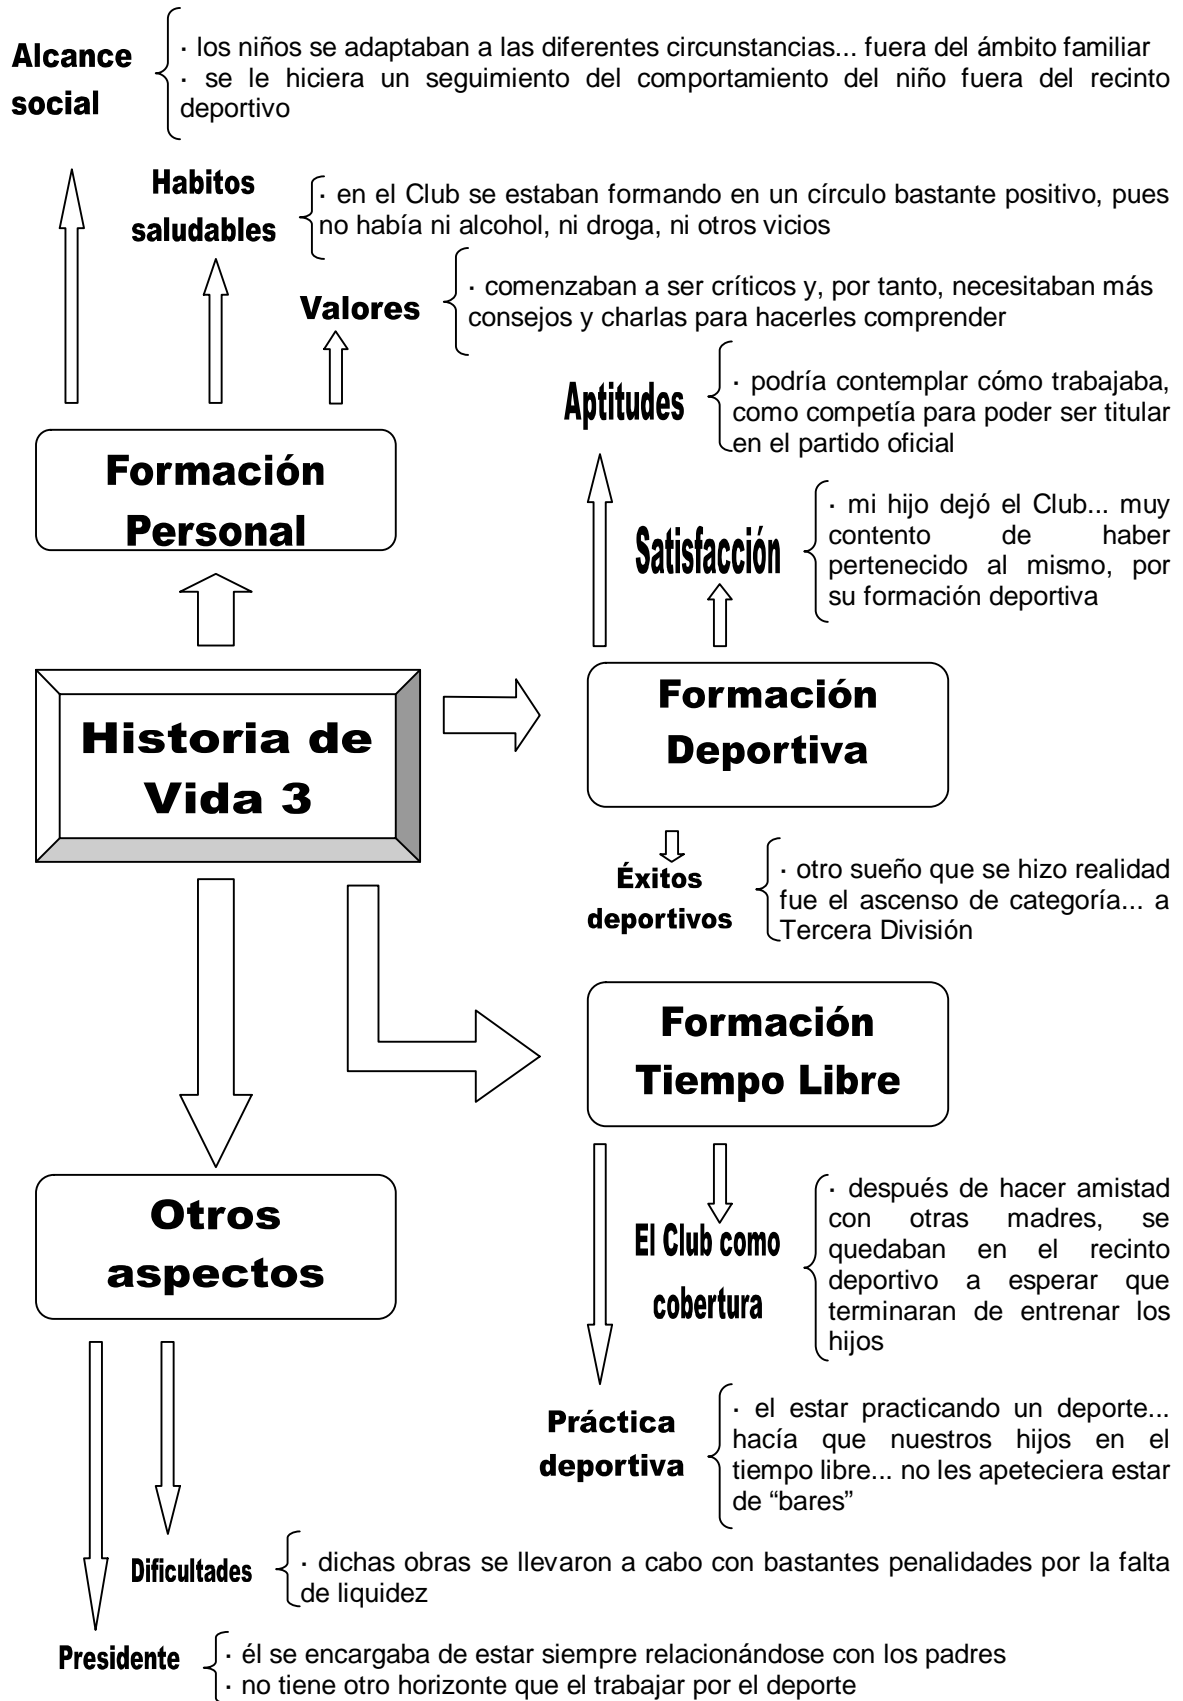 Alcance
social
· los niños se adaptaban a las diferentes circunstancias... fuera del ámbito familiar
· se le hiciera un seguimiento del comportamiento del niño fuera del recinto
deportivo
Habitos
saludables
· en el Club se estaban formando en un círculo bastante positivo, pues
no había ni alcohol, ni droga, ni otros vicios
Valores
· comenzaban a ser críticos y, por tanto, necesitaban más
consejos y charlas para hacerles comprender
Aptitudes
· podría contemplar cómo trabajaba,
como competía para poder ser titular
en el partido oficial
Formación
Personal
Satisfacción
· mi hijo dejó el Club... muy
contento de haber
pertenecido al mismo, por
su formación deportiva
Historia de
Vida 3
Formación
Deportiva
Éxitos
deportivos
· otro sueño que se hizo realidad
fue el ascenso de categoría... a
Tercera División
Formación
Tiempo Libre
Otros
aspectos
El Club como
cobertura
· después de hacer amistad
con otras madres, se
quedaban en el recinto
deportivo a esperar que
terminaran de entrenar los
hijos
Práctica
deportiva
· el estar practicando un deporte...
hacía que nuestros hijos en el
tiempo libre... no les apeteciera estar
de “bares”
Dificultades
· dichas obras se llevaron a cabo con bastantes penalidades por la falta
de liquidez
Presidente
· él se encargaba de estar siempre relacionándose con los padres
· no tiene otro horizonte que el trabajar por el deporte